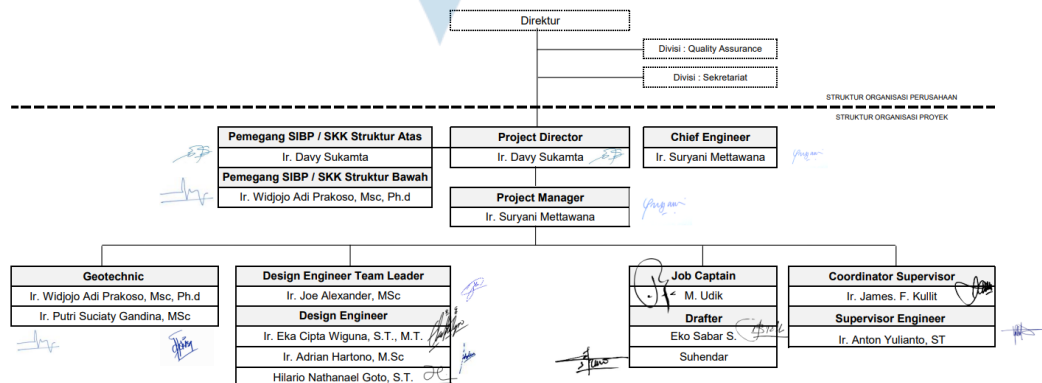 Direktur
Divisi : Quality Assurance
Divisi : Sekretariat
STRUKTUR ORGANISASI PERUSAHAAN
STRUKTUR ORGANISASI PROYEK
Pemegang SIBP / SKK Struktur Atas
Ir. Davy Sukamta
Pemegang SIBP / SKK Struktur Bawah
Ir. Widjojo Adi Prakoso, Msc, Ph.d
Project Director
Ir. Davy Sukamta
Chief Engineer
Ir. Suryani Mettawana
Project Manager
Ir. Suryani Mettawana
Geotechnic
Ir. Widjojo Adi Prakoso, Msc, Ph.d
Ir. Putri Suciaty Gandina, MSc
Design Engineer Team Leader
Ir. Joe Alexander, MSc
Design Engineer
Ir. Eka Cipta Wiguna, S.T., M.T.
Ir. Adrian Hartono, M.Sc
Hilario Nathanael Goto, S.T.
Job Captain
M. Udik
Drafter
Eko Sabar S.
Suhendar
Coordinator Supervisor
Ir. James. F. Kullit
Supervisor Engineer
Ir. Anton Yulianto, ST